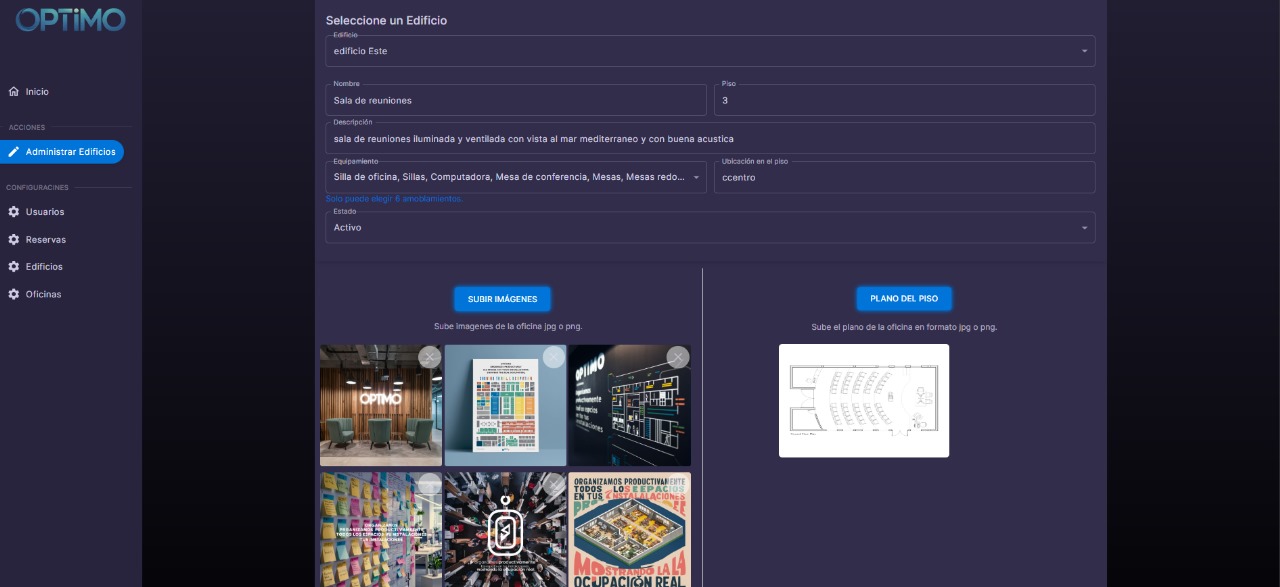 OPTIMO
Inicio
ACCIONES
Administrar Edificios
CONFIGURACINES
Usuarios
Reservas
Edificios
Oficinas
Seleccione un Edificio
Edificio
edificio Este
Nombre
Sala de reuniones
Piso
3
Descripción
sala de reuniones iluminada y ventilada con vista al mar mediterraneo y con buena acustica
Equipamiento
Silla de oficina, Sillas, Computadora, Mesa de conferencia, Mesas, Mesas redo...
Ubicación en el piso
ccentro
Solo puede elegir 6 amoblamientos.
Estado
Activo
SUBIR IMÁGENES
Sube imagenes de la oficina jpg o png.
PLANO DEL PISO
Sube el plano de la oficina en formato jpg o png.
OPTIMO
OPTIMO
ORGANIZAMOS PRODUCTIVAMENTE
TODOS LOS ESPACIOS
EN TUS INSTALALACIONES
MOSTRANDO LA LA
OCUPACIÓN REAL